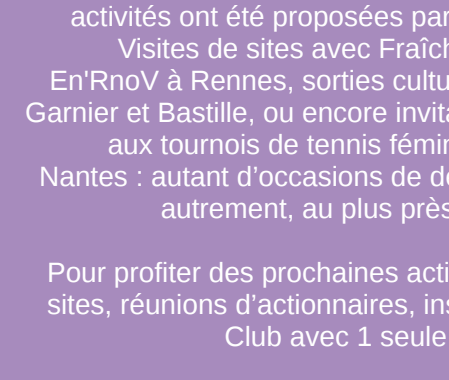 activités ont été proposées par
Visites de sites avec Fraîch
En'RnoV à Rennes, sorties cultu
Garnier et Bastille, ou encore invita
aux tournois de tennis fémin
Nantes : autant d’occasions de dé
autrement, au plus près
Pour profiter des prochaines acti
sites, réunions d’actionnaires, ins
Club avec 1 seule